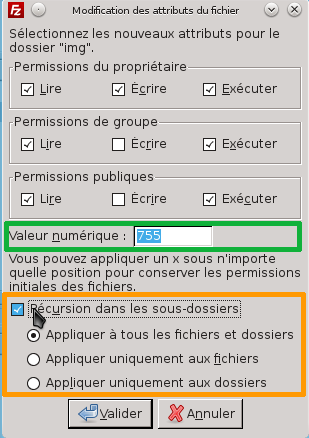 Fz
Modification des attributs du fichier
Sélectionnez les nouveaux attributs pour le
dossier "img".
Permissions du propriétaire
Lire Écrire Exécuter
Permissions de groupe
Lire Écrire Exécuter
Permissions publiques
Lire Écrire Exécuter
Valeur numérique : 755
Vous pouvez appliquer un x sous n'importe
quelle position pour conserver les permissions
initiales des fichiers.
Récursion dans les sous-dossiers
Appliquer à tous les fichiers et dossiers
Appliquer uniquement aux fichiers
Appliquer uniquement aux dossiers
Valider Annuler